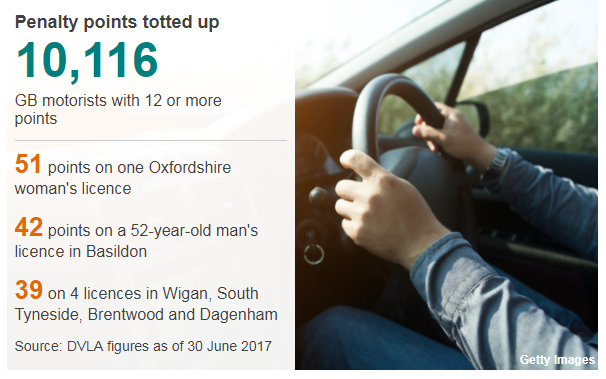 Penalty points totted up
10,116
GB motorists with 12 or more
points
51 points on one Oxfordshire
woman's licence
42 points on a 52-year-old man's
licence in Basildon
39 on 4 licences in Wigan, South
Tyneside, Brentwood and Dagenham
Source: DVLA figures as of 30 June 2017
Getty Images